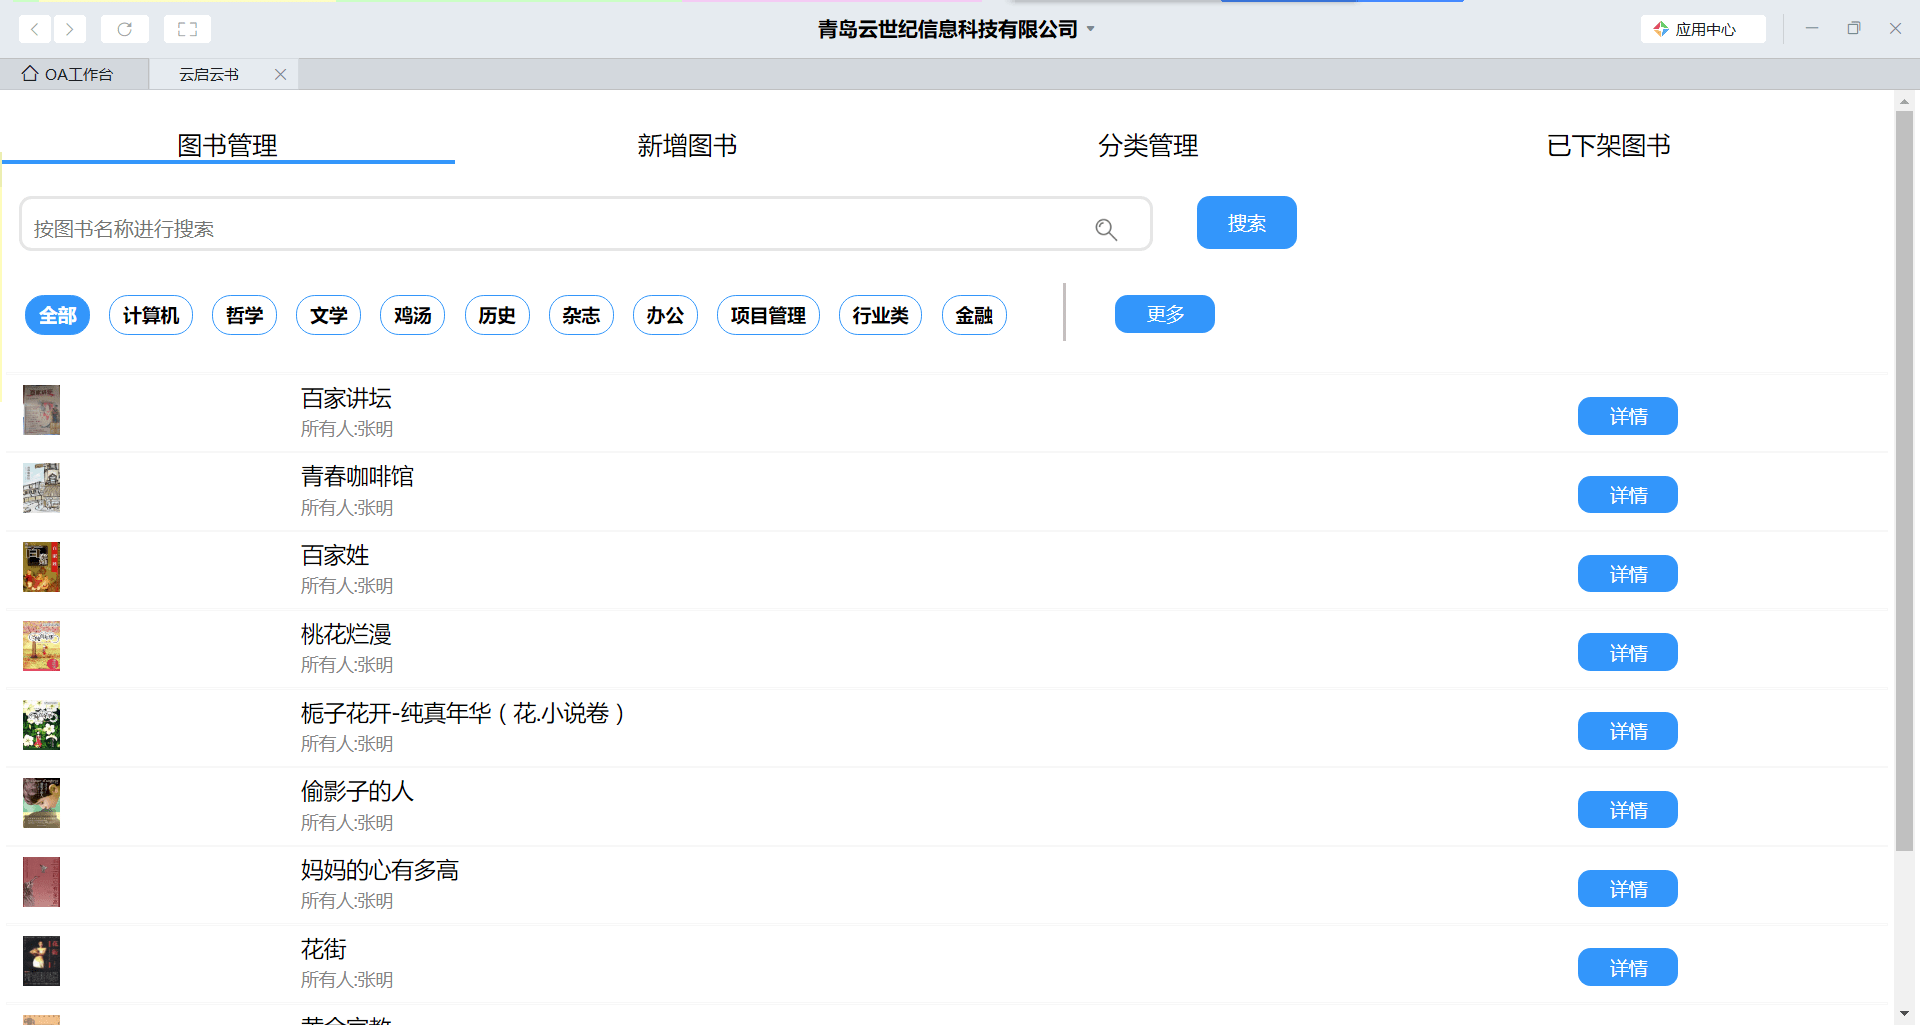 青岛云世纪信息科技有限公司
应用中心
OA工作台
云启云书
图书管理
新增图书
分类管理
已下架图书
按图书名称进行搜索
搜索
全部
计算机
哲学
文学
鸡汤
历史
杂志
办公
项目管理
行业类
金融
更多
百家讲坛
所有人:张明
详情
青春咖啡馆
所有人:张明
详情
百家姓
所有人:张明
详情
桃花烂漫
所有人:张明
详情
栀子花开-纯真年华（花.小说卷）
所有人:张明
详情
偷影子的人
所有人:张明
详情
妈妈的心有多高
所有人:张明
详情
花街
所有人:张明
详情